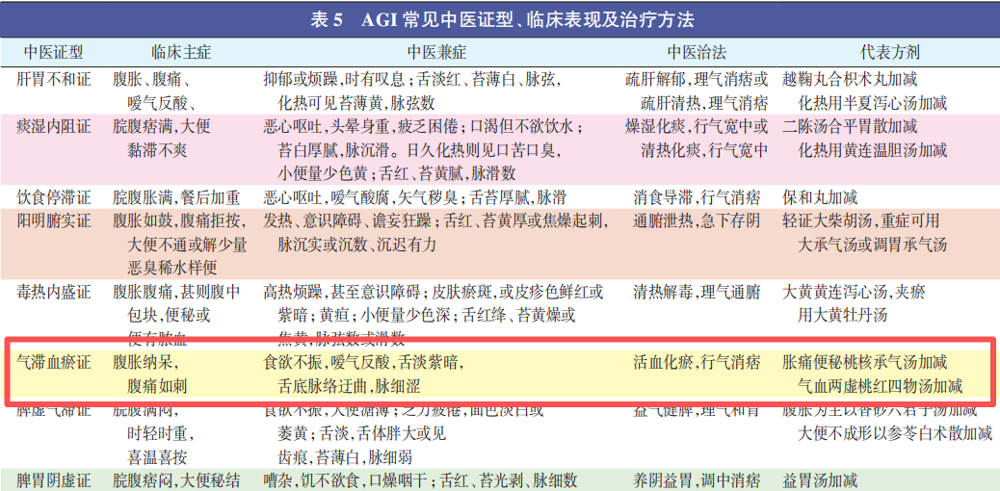 表 5 AGI 常见中医证型、临床表现及治疗方法
中医证型 临床主症 中医兼症 中医治法 代表方剂
肝胃不和证 腹胀、腹痛、 抑郁或烦躁，时有叹息；舌淡红、苔薄白、脉弦， 疏肝解郁，理气消痞或 越鞠丸合枳术丸加减
嗳气反酸、 化热可见苔薄黄，脉弦数 疏肝清热，理气消痞 化热用半夏泻心汤加减
痰湿内阻证 脘腹痞满，大便 恶心呕吐，头晕身重，疲乏困倦；口渴但不欲饮水； 燥湿化痰，行气宽中或 二陈汤合平胃散加减
黏滞不爽 苔白厚腻，脉沉滑。日久化热则见口苦口臭， 清热化痰，行气宽中 化热用黄连温胆汤加减
小便量少色黄；舌红、苔黄腻，脉滑数
饮食停滞证 脘腹胀满，餐后加重 恶心呕吐，嗳气酸腐，矢气秽臭；舌苔厚腻，脉滑 消食导滞，行气消痞 保和丸加减
阳明腑实证 腹胀如鼓，腹痛拒按， 发热、意识障碍、谵妄狂躁；舌红、苔黄厚或焦燥起刺， 通腑泄热，急下存阴 轻证大柴胡汤，重症可用
大便不通或解少量 脉沉实或沉数、沉迟有力 大承气汤或调胃承气汤
恶臭稀水样便
毒热内盛证 腹胀腹痛，甚则腹中 高热烦躁，甚至意识障碍；皮肤瘀斑，或皮疹色鲜红或 清热解毒，理气通腑 大黄黄连泻心汤，夹瘀
包块，便秘或 紫暗；黄疸；小便量少色深；舌红绛、苔黄燥或 用大黄牡丹汤
便有脓血 焦黄，脉弦数或滑数
气滞血瘀证 腹胀纳呆， 食欲不振，嗳气反酸，舌淡紫暗， 活血化瘀，行气消痞 胀痛便秘桃核承气汤加减
腹痛如刺 舌底脉络迂曲，脉细涩 气血两虚桃红四物汤加减
脾虚气滞证 脘腹满闷， 食欲不振，大便溏薄；乏力疲倦，面色淡白或 益气健脾，理气和胃 腹胀为主以香砂六君子汤加减
时轻时重， 萎黄；舌淡，舌体胖大或见 大便不成形以参苓白术散加减
喜温喜按 齿痕，苔薄白，脉细弱
脾胃阴虚证 脘腹痞闷，大便秘结 嘈杂，饥不欲食，口燥咽干；舌红、苔光剥、脉细数 养阴益胃，调中消痞 益胃汤加减